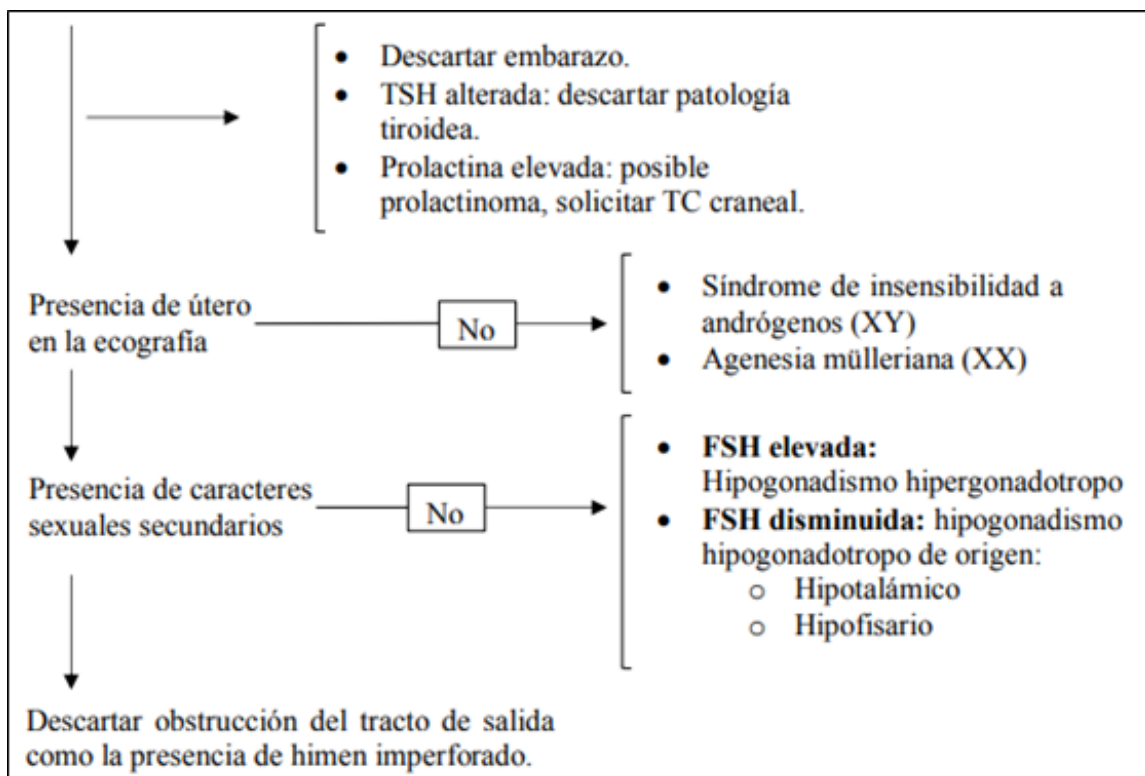 • Descartar embarazo.
• TSH alterada: descartar patología
tiroidea.
• Prolactina elevada: posible
prolactinoma, solicitar TC craneal.
Presencia de útero
en la ecografía
No
• Síndrome de insensibilidad a
andrógenos (XY)
• Agenesia mülleriana (XX)
Presencia de caracteres
sexuales secundarios
No
• FSH elevada:
Hipogonadismo hipergonadotropo
• FSH disminuida: hipogonadismo
hipogonadotropo de origen:
o Hipotalámico
o Hipofisario
Descartar obstrucción del tracto de salida
como la presencia de himen imperforado.